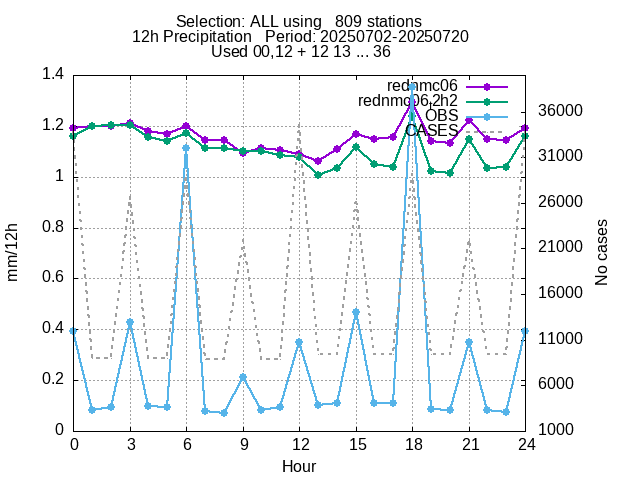 Selection: ALL using   809 stations
12h Precipitation   Period: 20250702-20250720
Used 00,12 + 12 13 ... 36
rednmc06
rednmc06,2h2
OBS
CASES
1.4
1.2
1
0.8
0.6
0.4
0.2
0
mm/12h
36000
31000
26000
21000
16000
11000
6000
1000
No cases
0 3 6 9 12 15 18 21 24
Hour